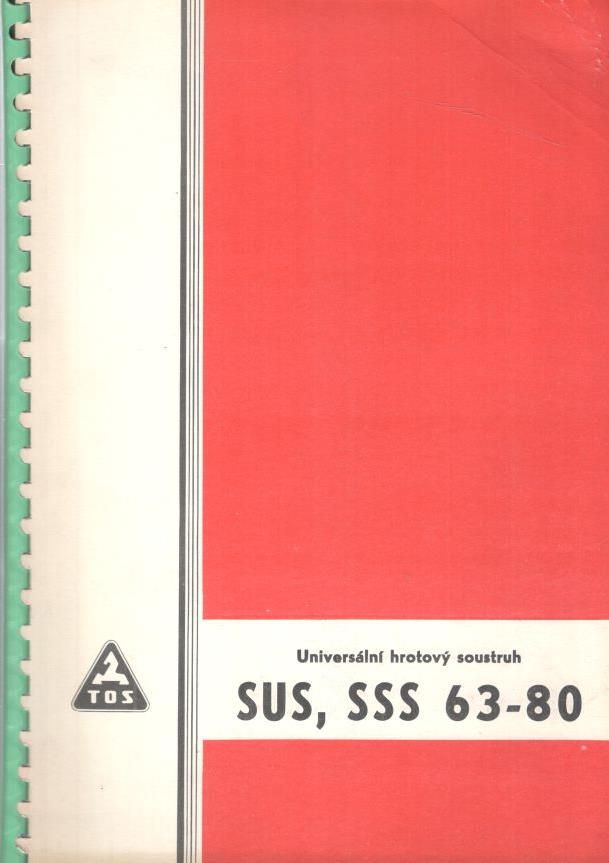 Universální hrotový soustruh
TOS
SUS, SSS 63-80